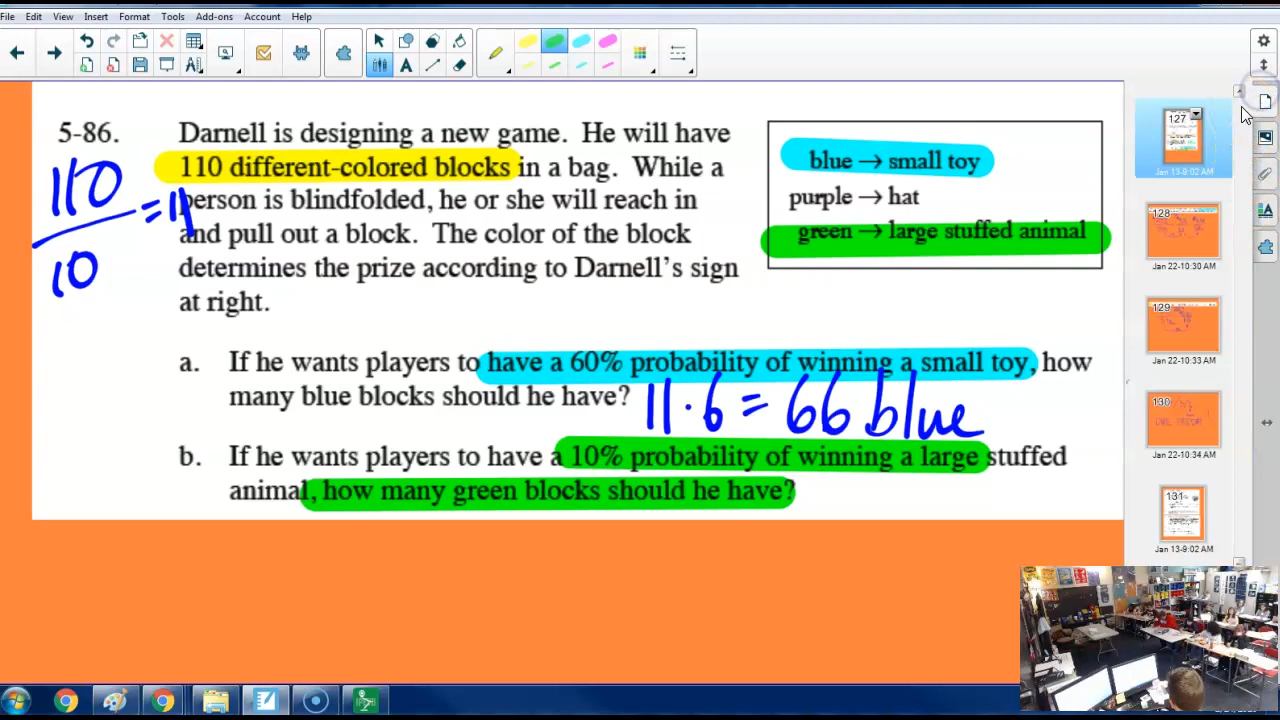 File Edit View Insert Format Tools Add-ons Account Help
5-86. Darnell is designing a new game. He will have
110 different-colored blocks in a bag. While a
person is blindfolded, he or she will reach in
and pull out a block. The color of the block
determines the prize according to Darnell's sign
at right.
110
10
= 11
blue → small toy
purple → hat
green → large stuffed animal
a. If he wants players to have a 60% probability of winning a small toy, how
many blue blocks should he have?
11 · 6 = 66 blue
b. If he wants players to have a 10% probability of winning a large stuffed
animal, how many green blocks should he have?
127
Jan 13-8:02 AM
128
Jan 22-10:30 AM
129
Jan 22-10:33 AM
130
Jan 22-10:34 AM
131
Jan 13-9:02 AM